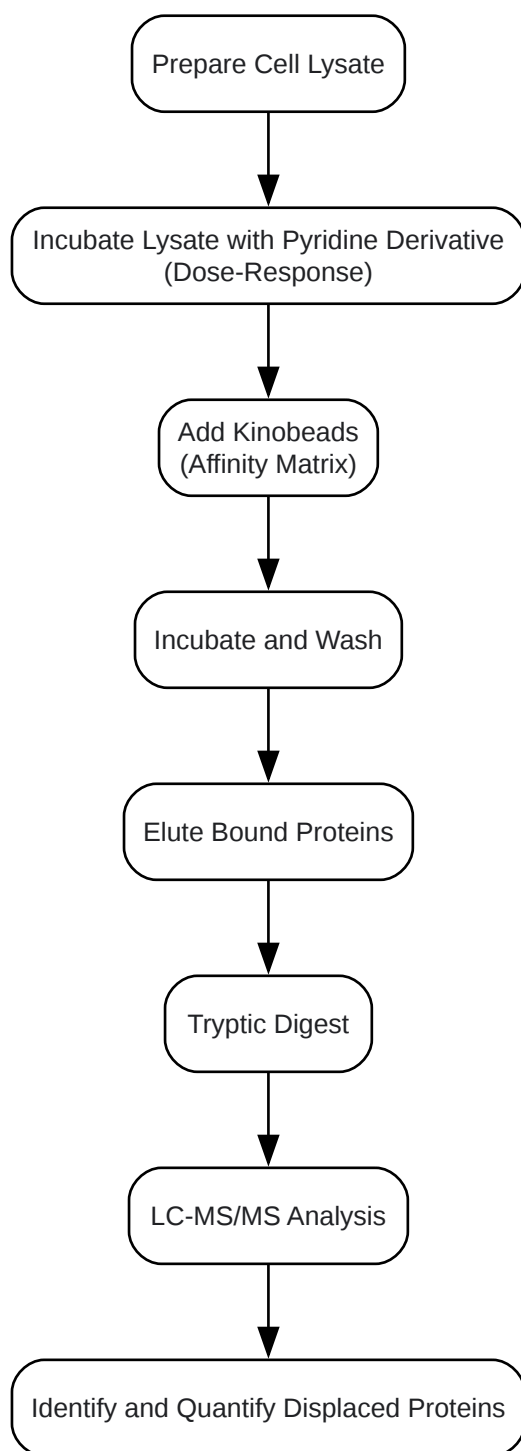 Prepare Cell Lysate
Incubate Lysate with Pyridine Derivative
(Dose-Response)
Add Kinobeads
(Affinity Matrix)
Incubate and Wash
Elute Bound Proteins
Tryptic Digest
LC-MS/MS Analysis
Identify and Quantify Displaced Proteins